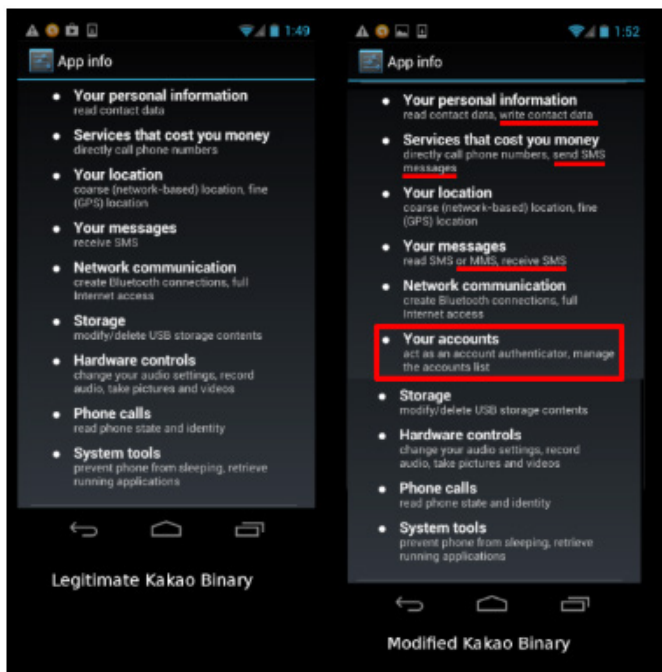 1:49
App info
Your personal information
read contact data
Services that cost you money
directly call phone numbers
Your location
coarse (network-based) location, fine
(GPS) location
Your messages
receive SMS
Network communication
create Bluetooth connections, full
Internet access
Storage
modify/delete USB storage contents
Hardware controls
change your audio settings, record
audio, take pictures and videos
Phone calls
read phone state and identity
System tools
prevent phone from sleeping, retrieve
running applications
Legitimate Kakao Binary
1:52
App info
Your personal information
read contact data, write contact data
Services that cost you money
directly call phone numbers, send SMS
messages
Your location
coarse (network-based) location, fine
(GPS) location
Your messages
read SMS or MMS, receive SMS
Network communication
create Bluetooth connections, full
Internet access
Your accounts
act as an account authenticator, manage
the accounts list
Storage
modify/delete USB storage contents
Hardware controls
change your audio settings, record
audio, take pictures and videos
Phone calls
read phone state and identity
System tools
prevent phone from sleeping, retrieve
running applications
Modified Kakao Binary